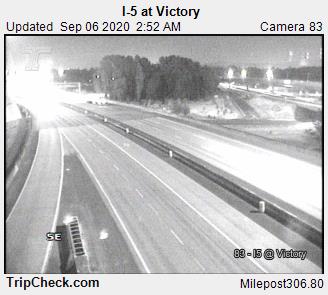 I-5 at Victory
Updated Sep 06 2020 2:52 AM Camera 83
SE
83 - I5 @ Victory
TripCheck.com Milepost306.80